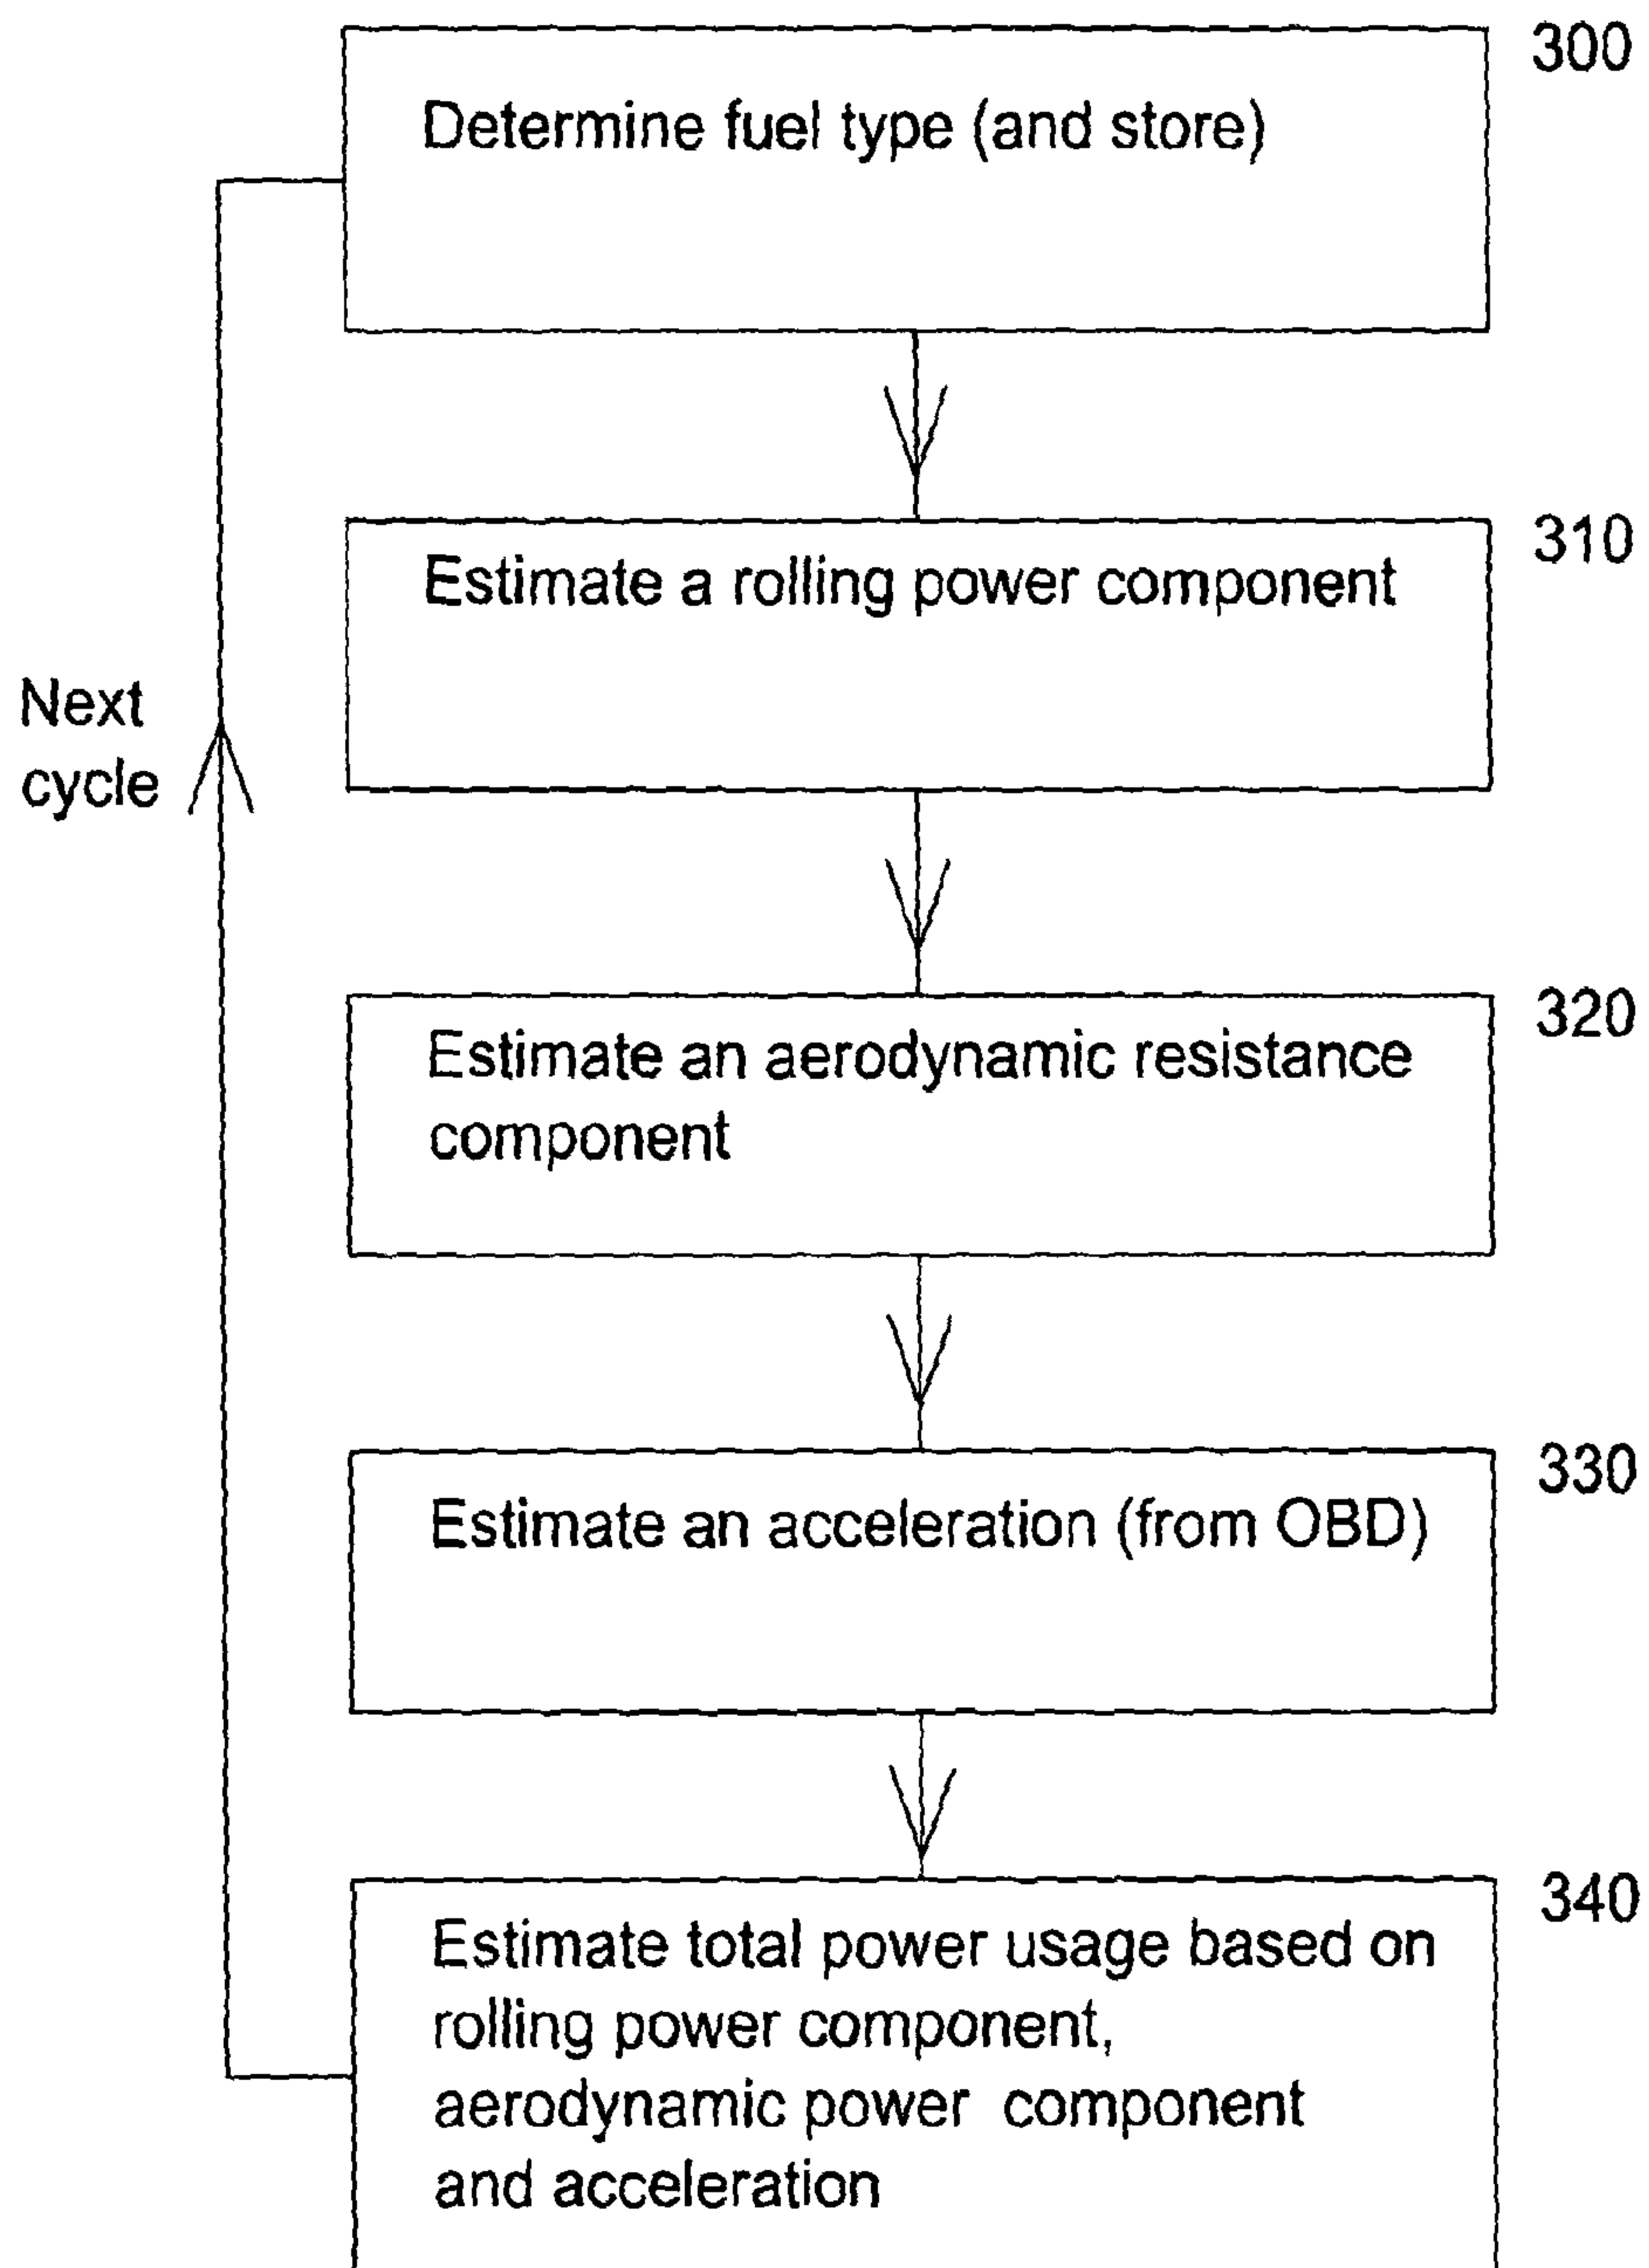 300
Determine fuel type (and store)
310
Estimate a rolling power component
Next
cycle
320
Estimate an aerodynamic resistance
component
330
Estimate an acceleration (from OBD)
340
Estimate total power usage based on
rolling power component,
aerodynamic power component
and acceleration